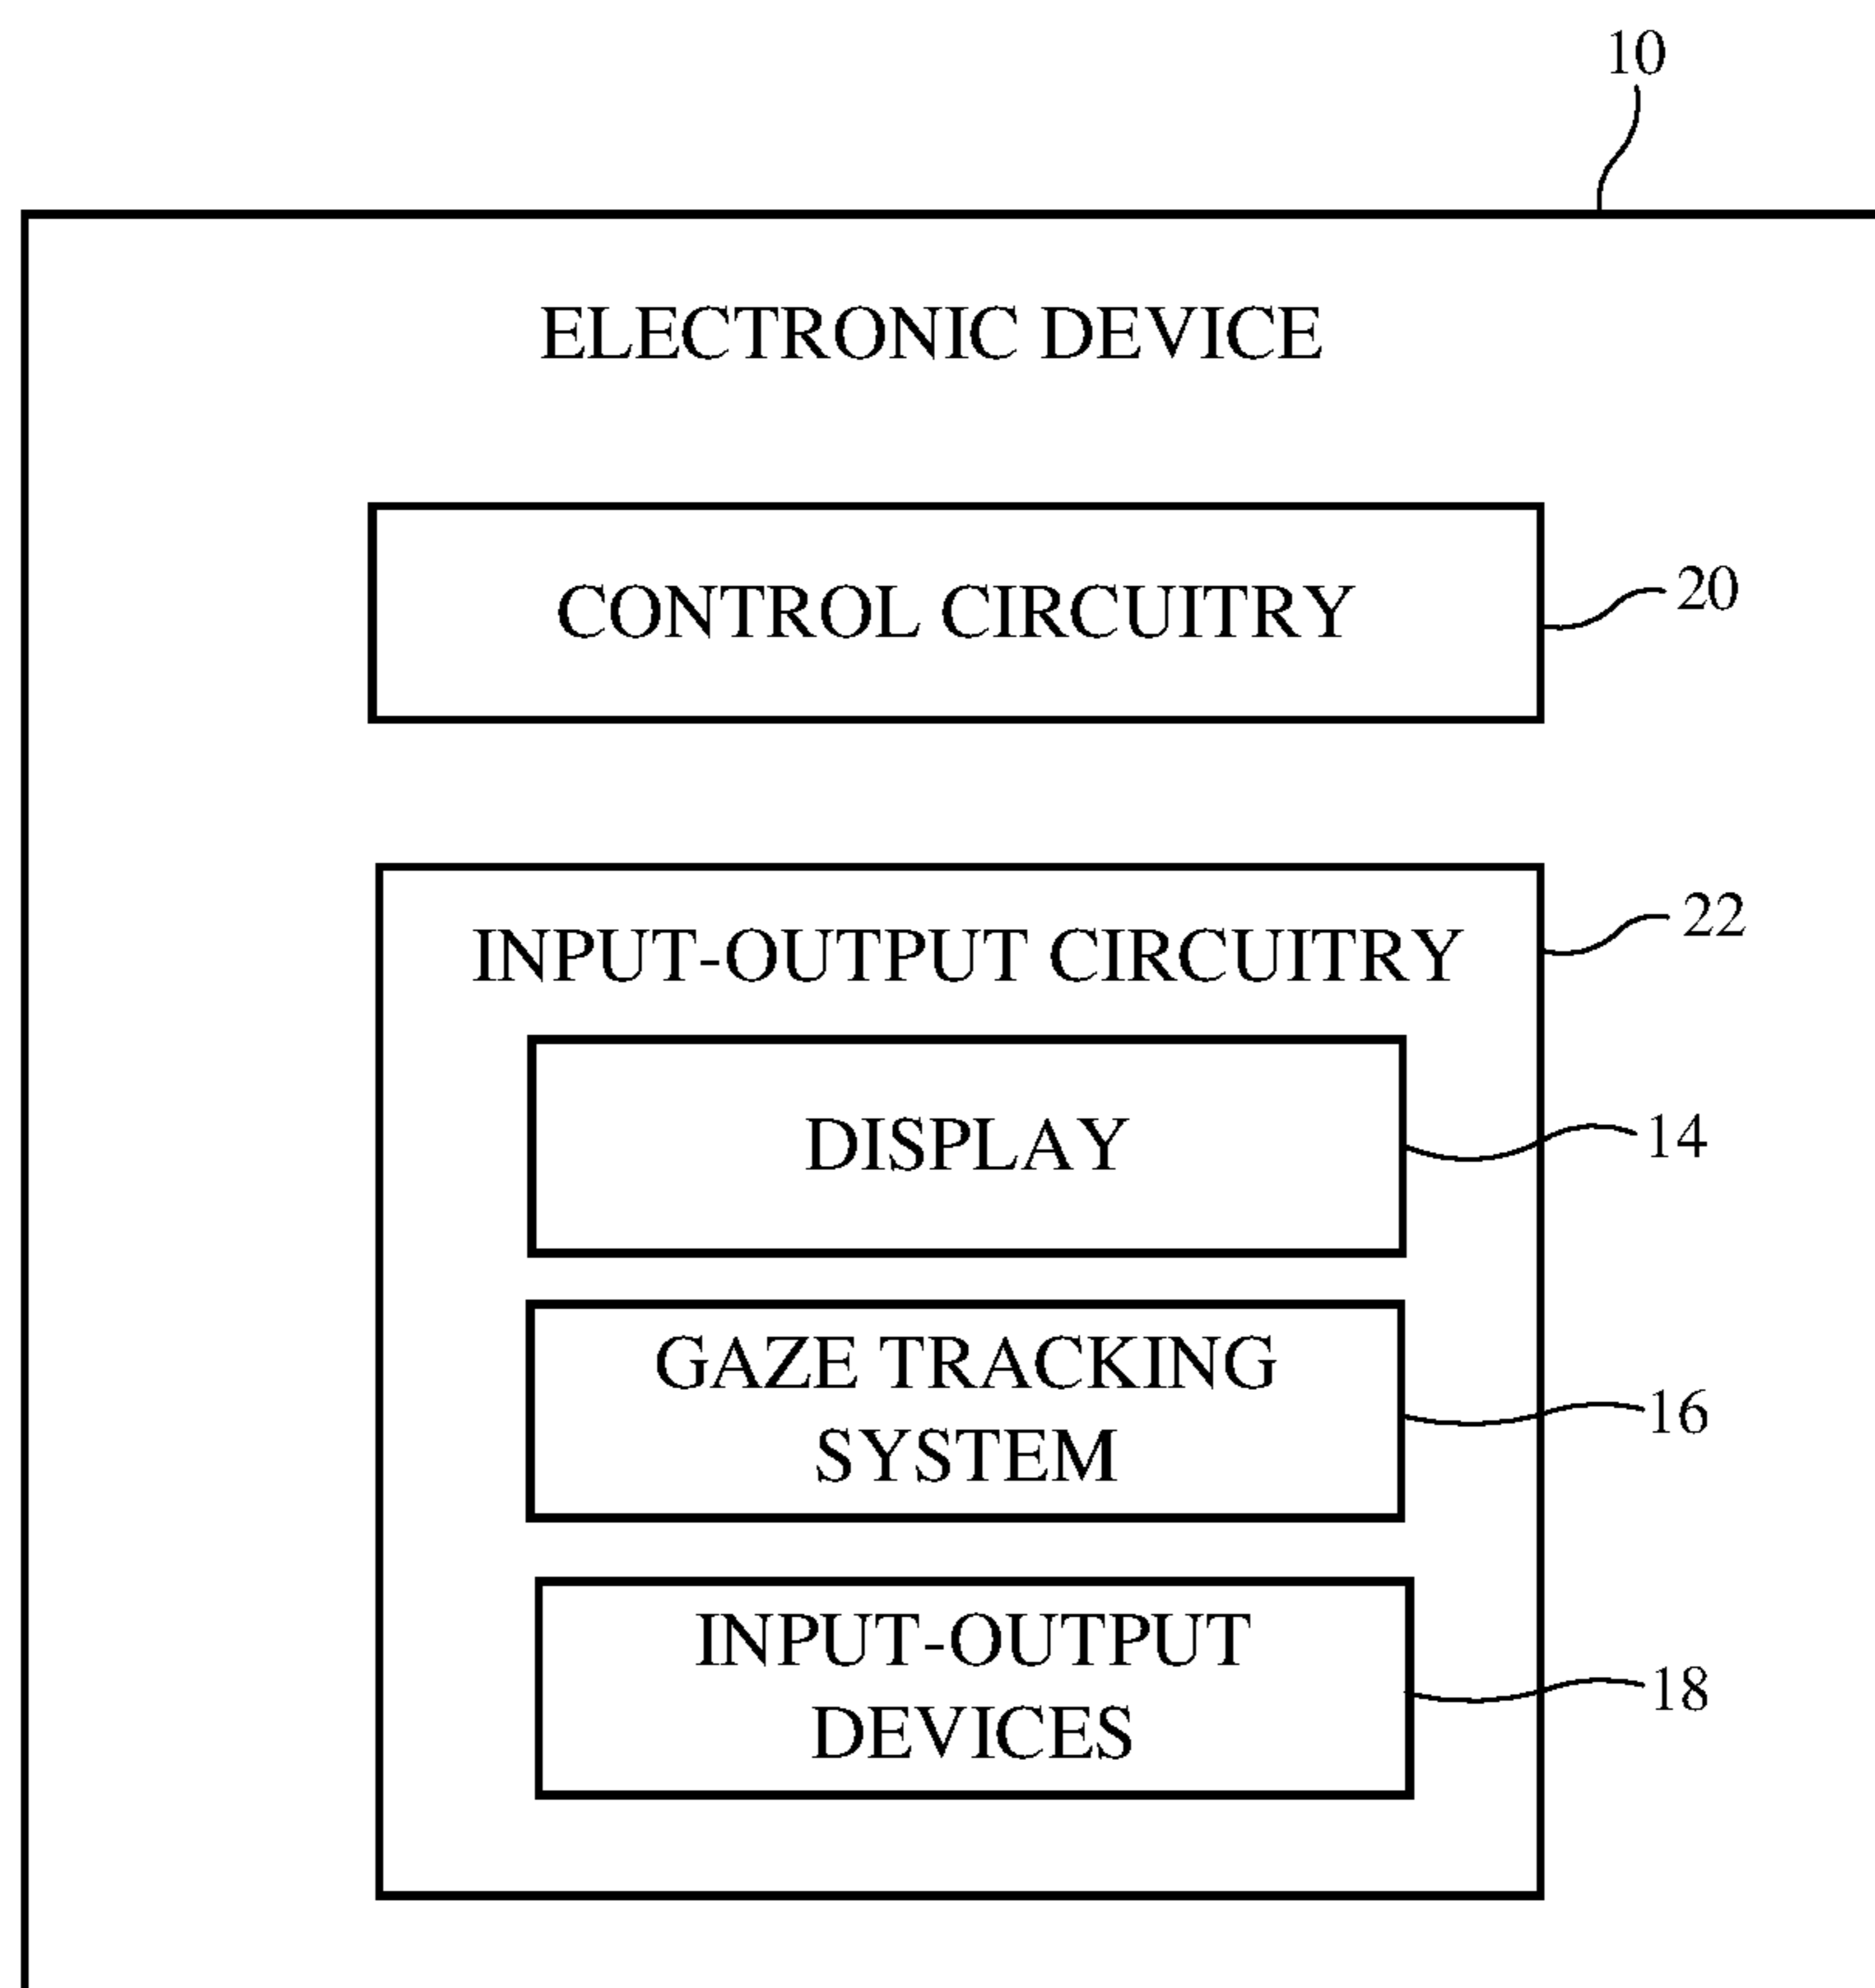 10
ELECTRONIC DEVICE
CONTROL CIRCUITRY
20
INPUT-OUTPUT CIRCUITRY
22
DISPLAY
14
GAZE TRACKING
SYSTEM
16
INPUT-OUTPUT
DEVICES
18